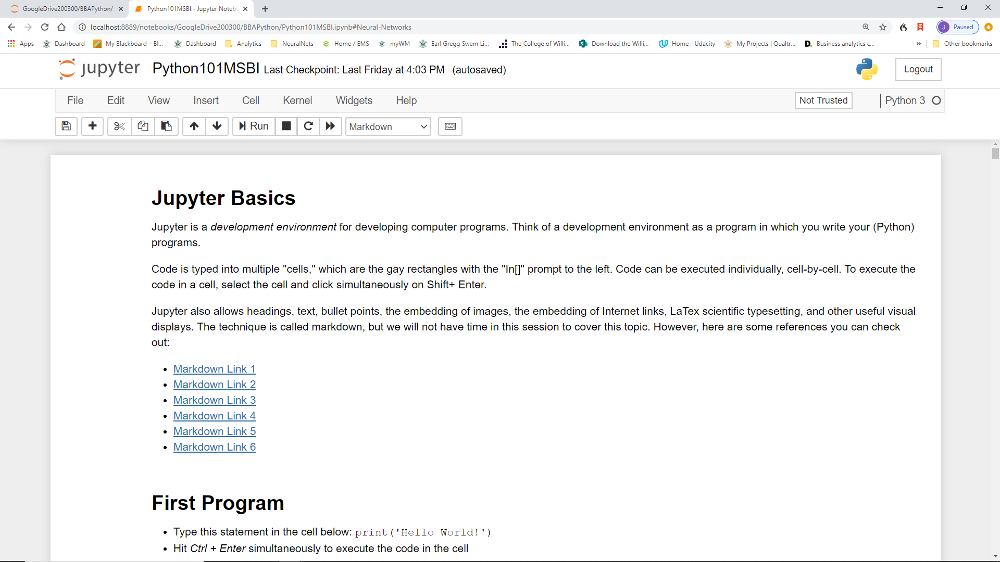 GoogleDrive200300/BBAPython/
Python101MSBI - Jupyter Notebo
localhost:8889/notebooks/GoogleDrive200300/BBAPython/Python101MSBI.ipynb#Neural-Networks
J Paused
Apps Dashboard My Blackboard – Bl... Dashboard Analytics NeuralNets Home / EMS myWM Earl Gregg Swem Li... The College of Willi... Download the Willi... Home - Udacity My Projects | Qualtr... D. Business analytics c... » Other bookmarks
jupyter Python101MSBI Last Checkpoint: Last Friday at 4:03 PM (autosaved) Logout
File Edit View Insert Cell Kernel Widgets Help Not Trusted Python 3
Run Markdown
Jupyter Basics
Jupyter is a development environment for developing computer programs. Think of a development environment as a program in which you write your (Python)
programs.
Code is typed into multiple "cells," which are the gay rectangles with the "In[]" prompt to the left. Code can be executed individually, cell-by-cell. To execute the
code in a cell, select the cell and click simultaneously on Shift+ Enter.
Jupyter also allows headings, text, bullet points, the embedding of images, the embedding of Internet links, LaTex scientific typesetting, and other useful visual
displays. The technique is called markdown, but we will not have time in this session to cover this topic. However, here are some references you can check
out:
• Markdown Link 1
• Markdown Link 2
• Markdown Link 3
• Markdown Link 4
• Markdown Link 5
• Markdown Link 6
First Program
• Type this statement in the cell below: print('Hello World!')
• Hit Ctrl + Enter simultaneously to execute the code in the cell